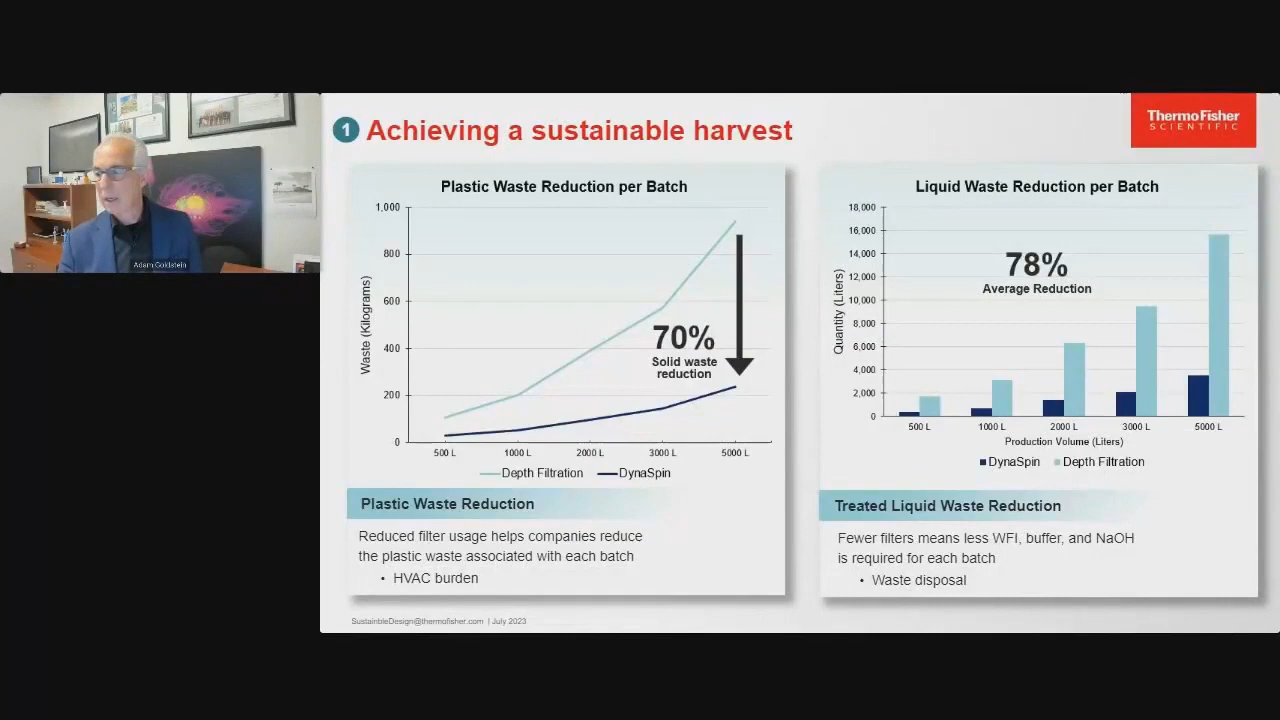 Adam Goldstein
1 Achieving a sustainable harvest
ThermoFisher
SCIENTIFIC
Plastic Waste Reduction per Batch
1,000
800
600
400
200
0
Waste (Kilograms)
70%
Solid waste
reduction
500 L 1000 L 2000 L 3000 L 5000 L
Depth Filtration DynaSpin
Plastic Waste Reduction
Reduced filter usage helps companies reduce
the plastic waste associated with each batch
• HVAC burden
Liquid Waste Reduction per Batch
18,000
16,000
14,000
12,000
10,000
8,000
6,000
4,000
2,000
0
Quantity (Liters)
78%
Average Reduction
500 L 1000 L 2000 L 3000 L 5000 L
Production Volume (Liters)
DynaSpin Depth Filtration
Treated Liquid Waste Reduction
Fewer filters means less WFI, buffer, and NaOH
is required for each batch
• Waste disposal
SustainbleDesign@thermofisher.com | July 2023